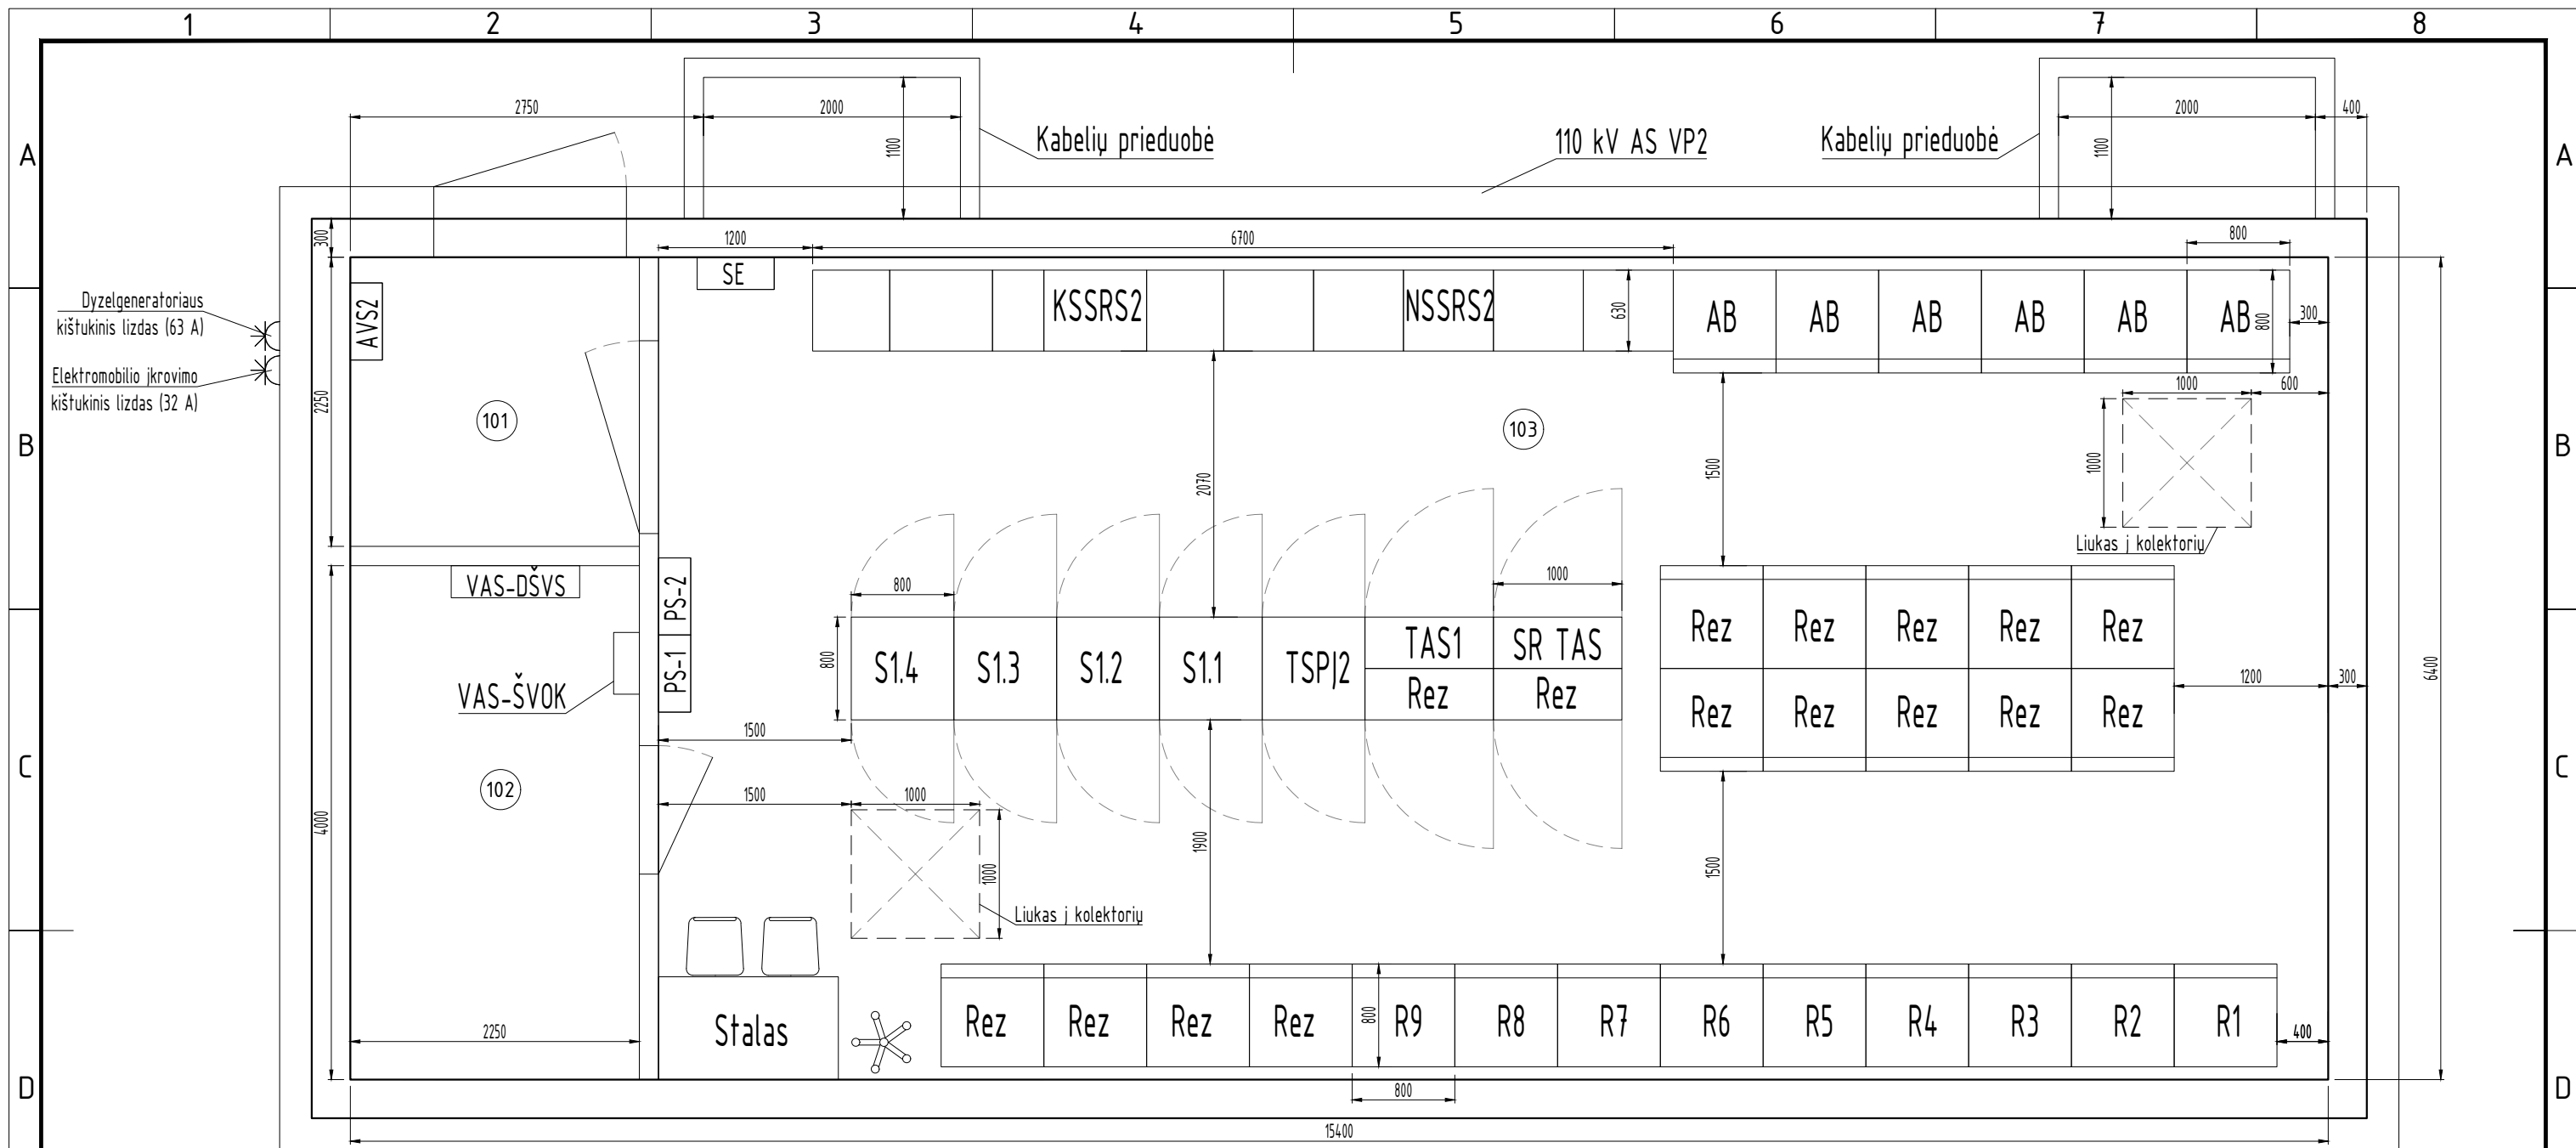 1 2 3 4 5 6 7 8
2750 2000 2000 400
A 1100 Kabelių prieduobė 110 kV AS VP2 Kabelių prieduobė 1100 A
300 1200 6700 800
SE
Dyzelgeneratoriaus
kištukinis lizdas (63 A)
AVS2 KSSRS2 NSSRS2 630 AB AB AB AB AB AB 800 300
Elektromobilio įkrovimo
kištukinis lizdas (32 A)
1000 600
2250 101 103
B 2070 1500 1000 B
Liukas į kolektorių
VAS-DŠVS PS-2 800 1000
800 S1.4 S1.3 S1.2 S1.1 TSPĮ2 TAS1 SR TAS Rez Rez Rez Rez Rez
VAS-ŠVOK PS-1 Rez Rez Rez Rez Rez Rez Rez 1200 300 6400
1500
C 102 C
1500 1000
4000 1900 1000 1500
Liukas į kolektorių
2250 Stalas Rez Rez Rez Rez 800 R9 R8 R7 R6 R5 R4 R3 R2 R1 400
D 800 D
15400